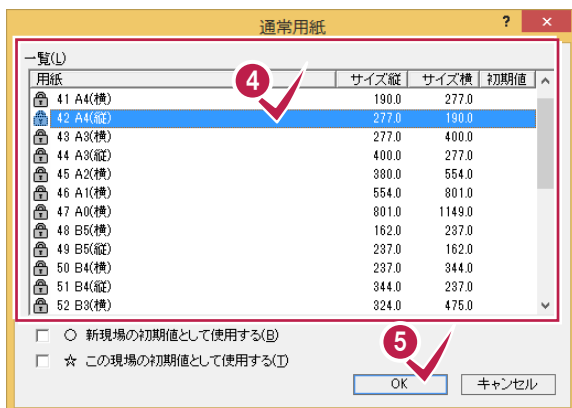 通常用紙 ? ×
一覧(L)
用紙 サイズ縦 サイズ横 初期値
4
41 A4(横) 190.0 277.0
42 A4(縦) 277.0 190.0
43 A3(横) 277.0 400.0
44 A3(縦) 400.0 277.0
45 A2(横) 380.0 554.0
46 A1(横) 554.0 801.0
47 A0(横) 801.0 1149.0
48 B5(横) 162.0 237.0
49 B5(縦) 237.0 162.0
50 B4(横) 237.0 344.0
51 B4(縦) 344.0 237.0
52 B3(横) 324.0 475.0
○ 新現場の初期値として使用する(B)
☆ この現場の初期値として使用する(T)
5
OK キャンセル